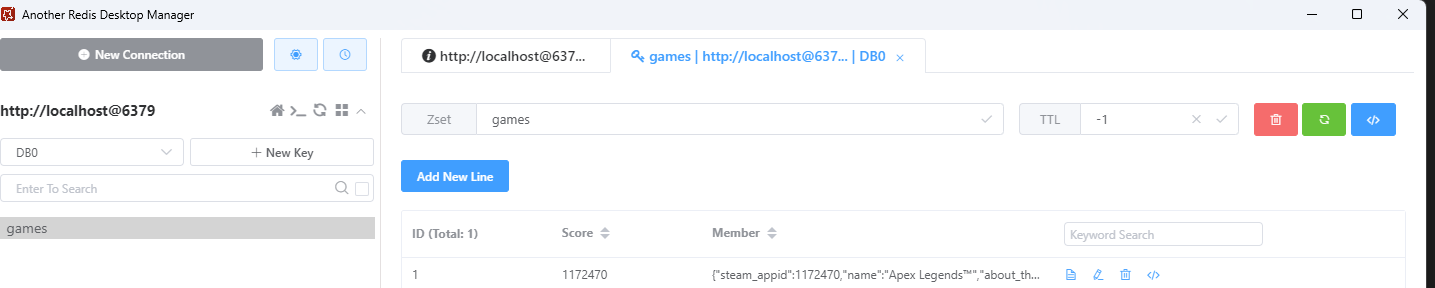 Another Redis Desktop Manager
New Connection
http://localhost@6379
DB0
New Key
Enter To Search
games
http://localhost@637...
games | http://localhost@637... | DB0
Zset games
TTL -1
Add New Line
ID (Total: 1) Score Member Keyword Search
1 1172470 {"steam_appid":1172470,"name":"Apex Legends™","about_th...